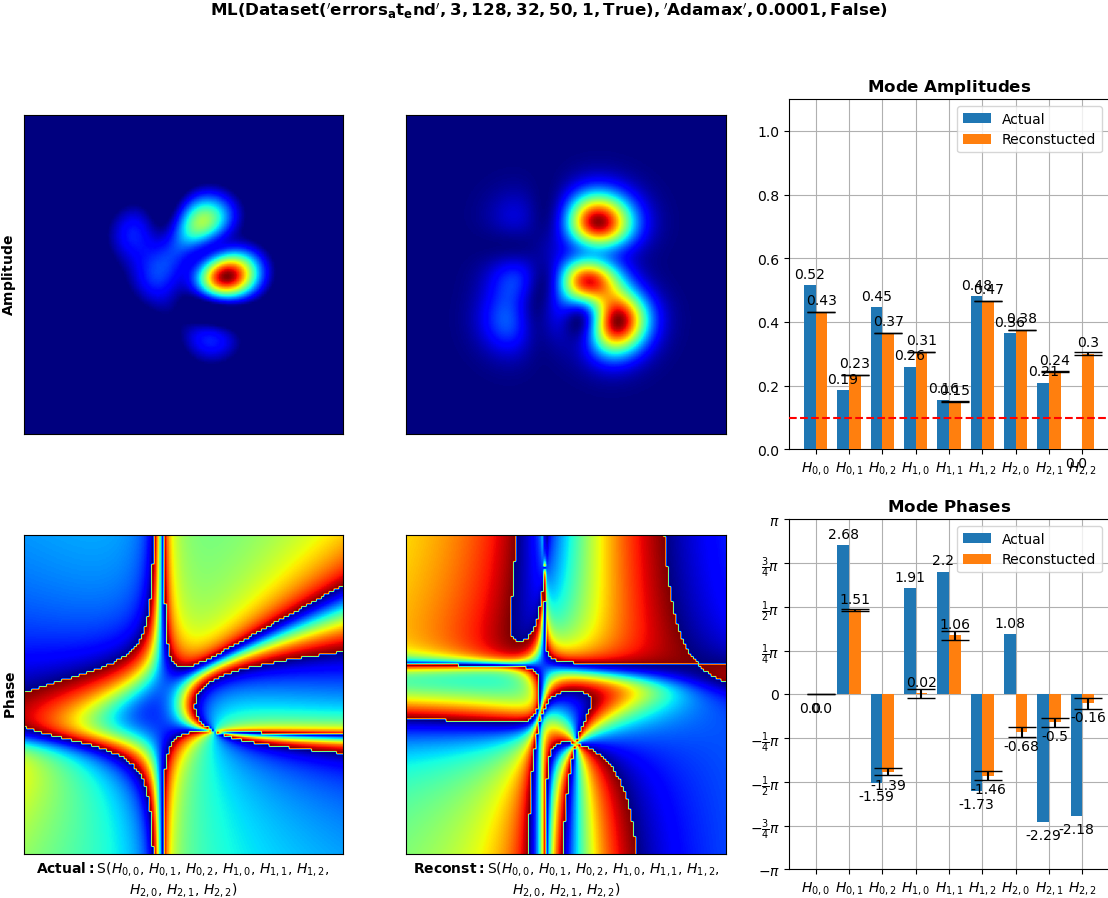 ML(Dataset('errors_at_end', 3, 128, 32, 50, 1, True), 'Adamax', 0.0001, False)
Amplitude
Mode Amplitudes
Actual
Reconstucted
1.0
0.8
0.6
0.4
0.2
0.0
0.52
0.43
0.19
0.23
0.45
0.37
0.26
0.31
0.16
0.15
0.48
0.47
0.36
0.38
0.21
0.24
0.0
0.3
H0,0 H0,1 H0,2 H1,0 H1,1 H1,2 H2,0 H2,1 H2,2
Phase
Actual: S(H0,0, H0,1, H0,2, H1,0, H1,1, H1,2,
H2,0, H2,1, H2,2)
Reconst: S(H0,0, H0,1, H0,2, H1,0, H1,1, H1,2,
H2,0, H2,1, H2,2)
Mode Phases
Actual
Reconstucted
π
3/4π
1/2π
1/4π
0
−1/4π
−1/2π
−3/4π
−π
0.0
0.0
2.68
1.51
-1.59
-1.39
1.91
0.02
2.2
1.06
-1.73
-1.46
1.08
-0.68
-2.29
-0.5
-2.18
-0.16
H0,0 H0,1 H0,2 H1,0 H1,1 H1,2 H2,0 H2,1 H2,2